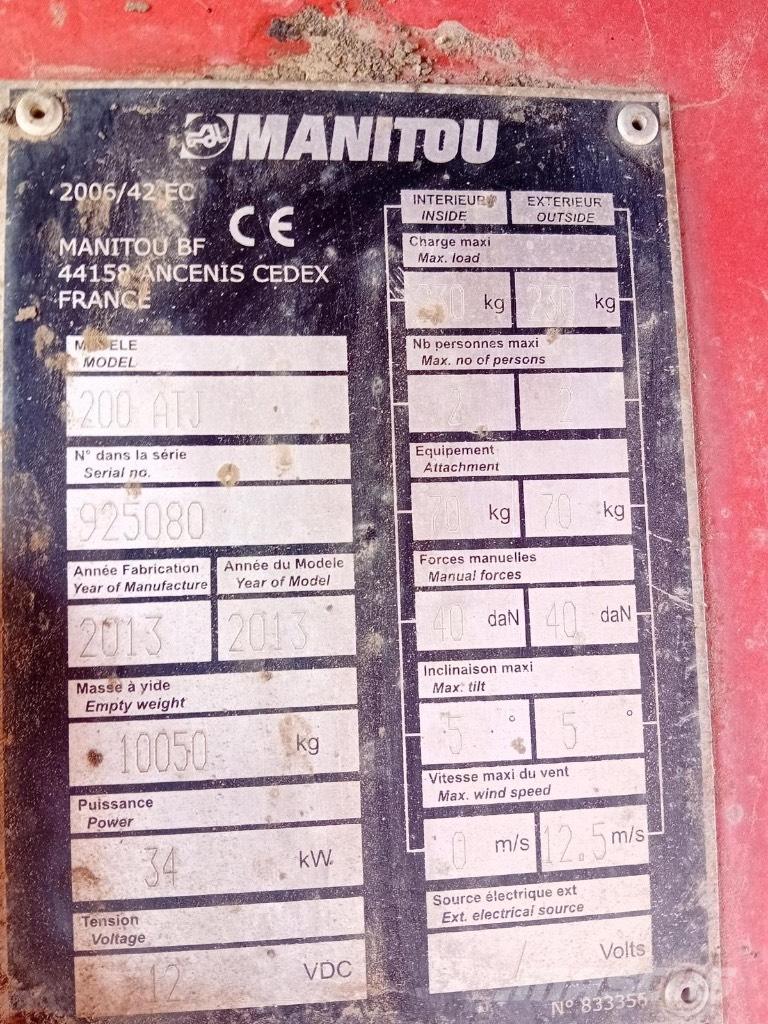 MANITOU
2006/42 EC
CE
MANITOU BF
44158 ANCENIS CEDEX
FRANCE
MODELE
MODEL
200 ATJ
N° dans la série
Serial no.
925080
Année Fabrication
Year of Manufacture
Année du Modele
Year of Model
2013
2013
Masse à vide
Empty weight
10050 kg
Puissance
Power
34 kW
Tension
Voltage
12 VDC
INTERIEUR
INSIDE
EXTERIEUR
OUTSIDE
Charge maxi
Max. load
230 kg 230 kg
Nb personnes maxi
Max. no of persons
2 2
Equipement
Attachment
70 kg 70 kg
Forces manuelles
Manual forces
40 daN 40 daN
Inclinaison maxi
Max. tilt
5 ° 5 °
Vitesse maxi du vent
Max. wind speed
0 m/s 12.5 m/s
Source électrique ext
Ext. electrical source
/ Volts
N° 833356